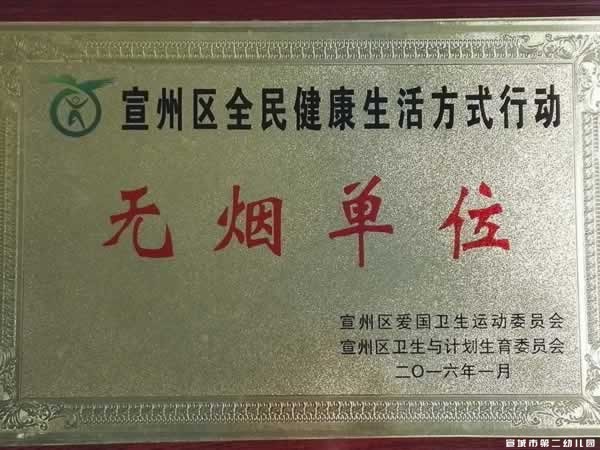 宣州区全民健康生活方式行动
无烟单位
宣州区爱国卫生运动委员会
宣州区卫生与计划生育委员会
二〇一六年一月
宣城市第二幼儿园